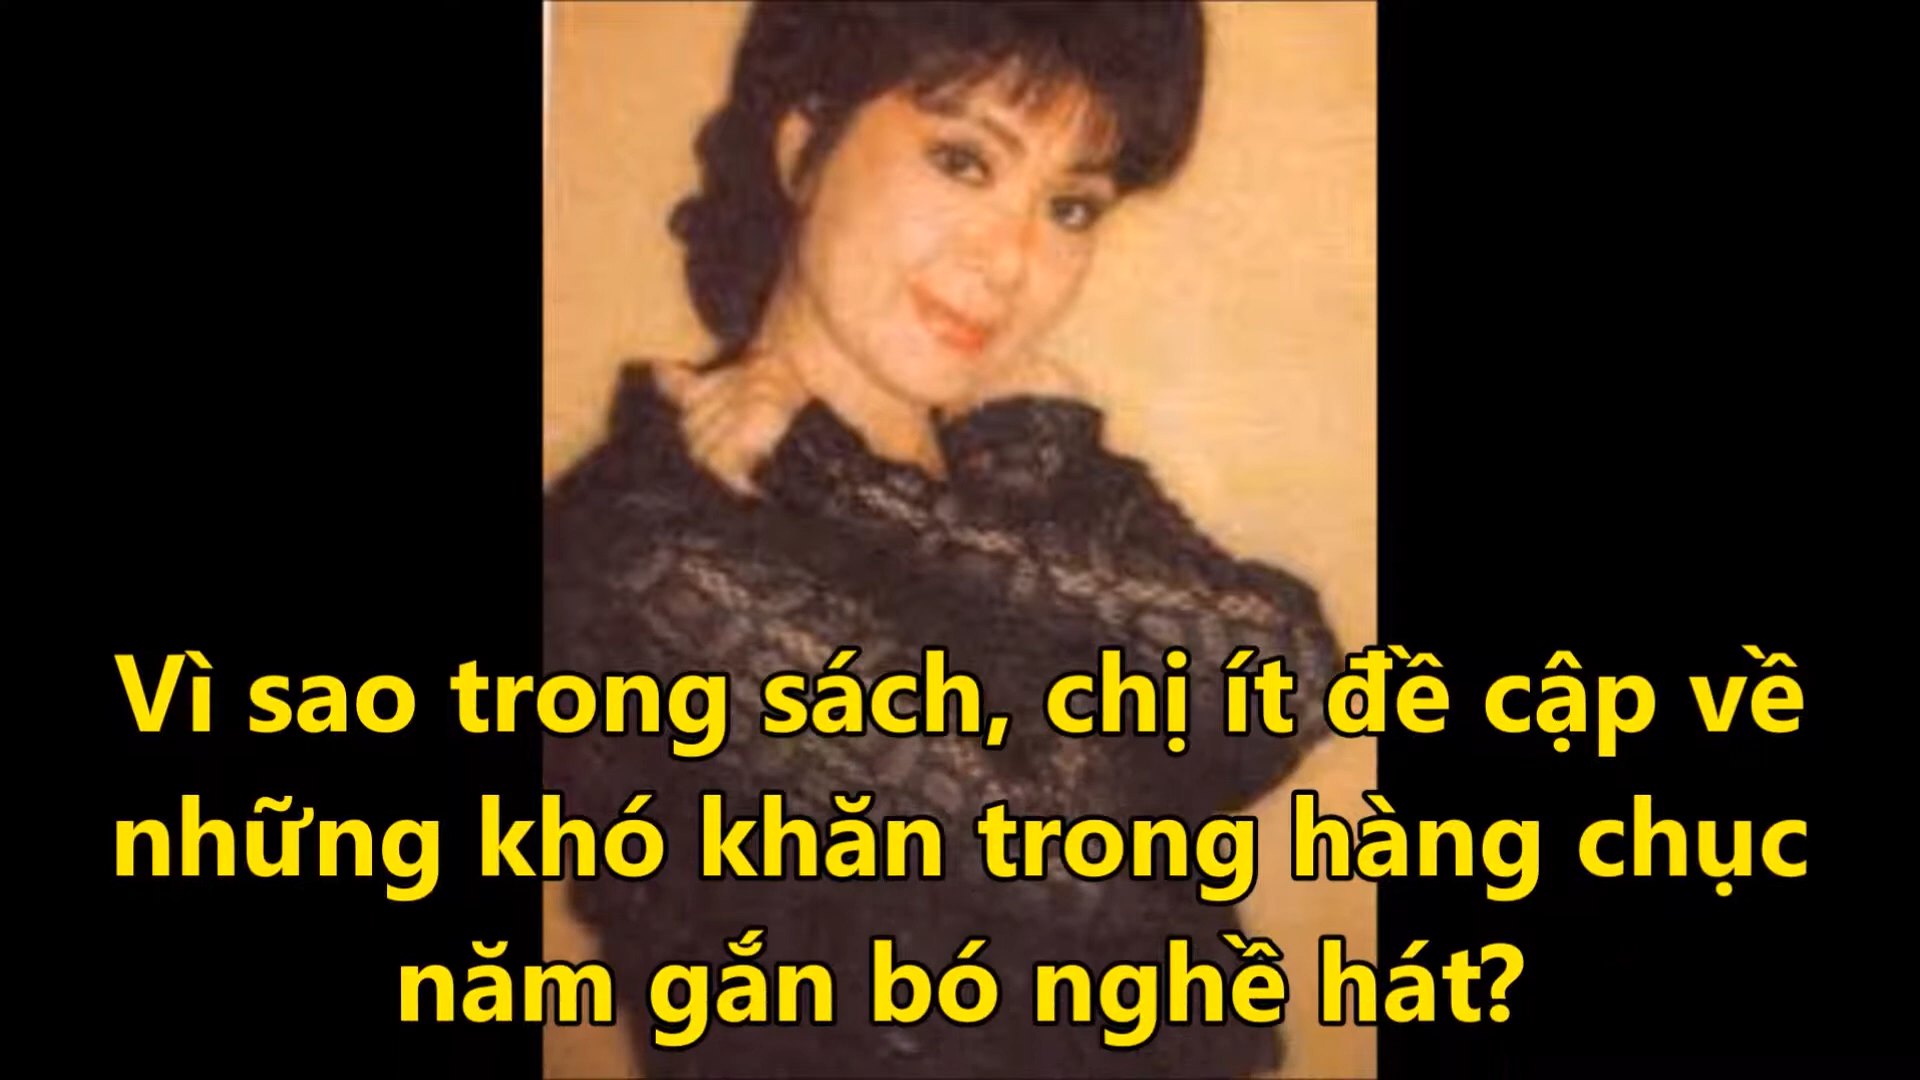 Vì sao trong sách, chị ít đề cập về
những khó khăn trong hàng chục
năm gắn bó nghề hát?